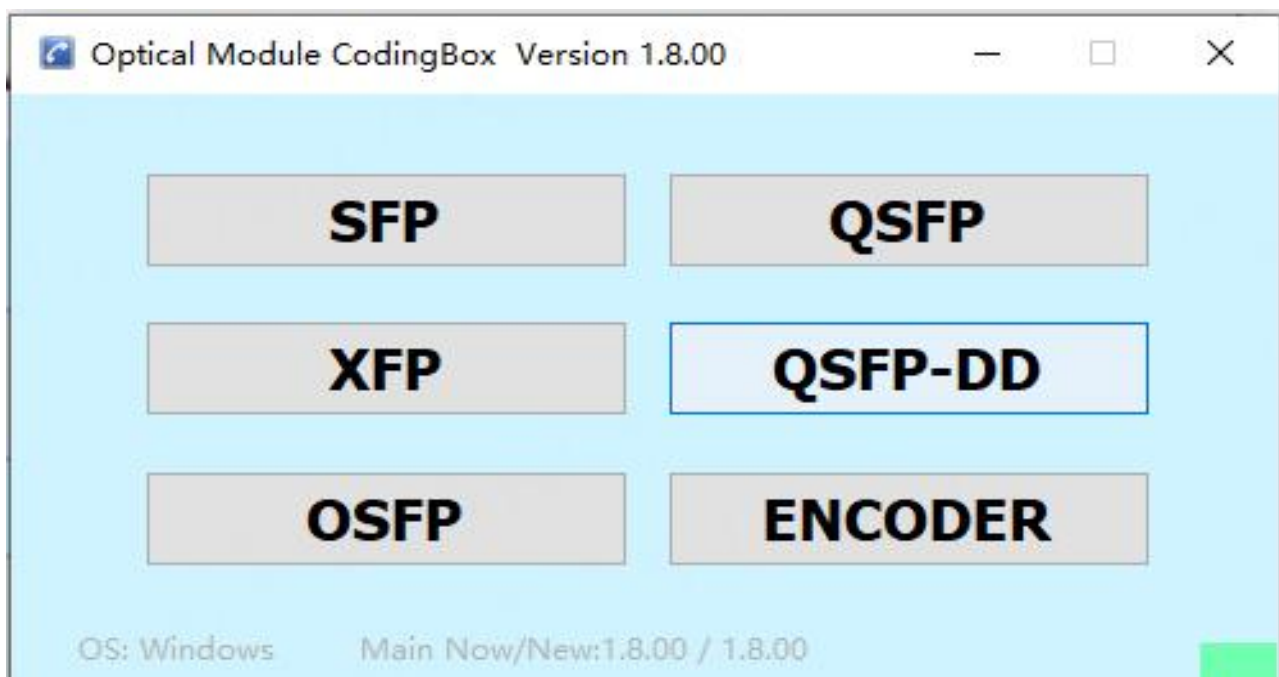 Optical Module CodingBox Version 1.8.00
SFP QSFP
XFP QSFP-DD
OSFP ENCODER
OS: Windows Main Now/New:1.8.00 / 1.8.00